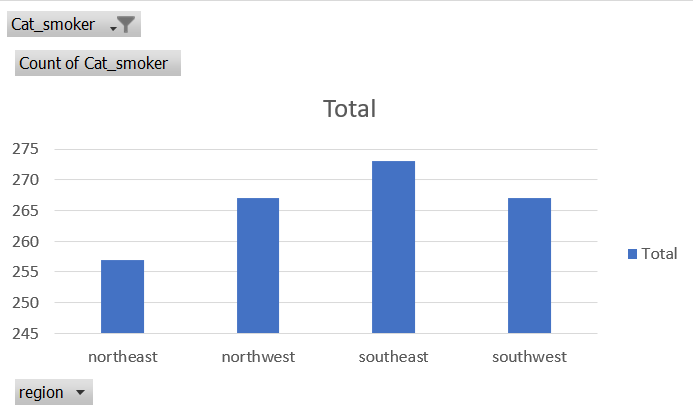 Cat_smoker
Count of Cat_smoker
Total
275
270
265
260
255
250
245
Total
northeast northwest southeast southwest
region